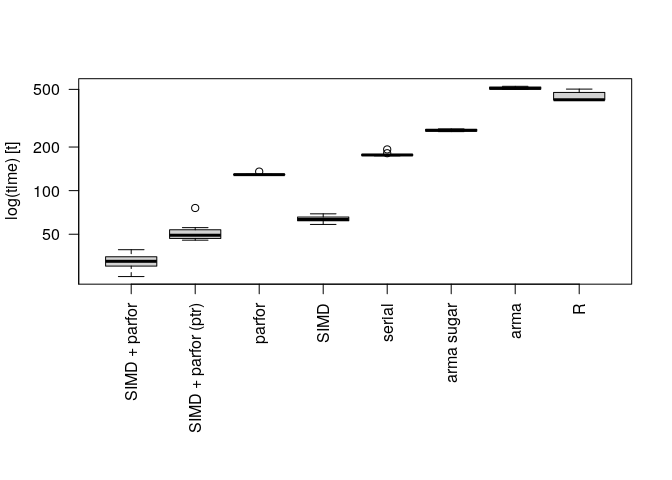 log(time) [t]
500
200
100
50
SIMD + parfor
SIMD + parfor (ptr)
parfor
SIMD
serial
arma sugar
arma
R